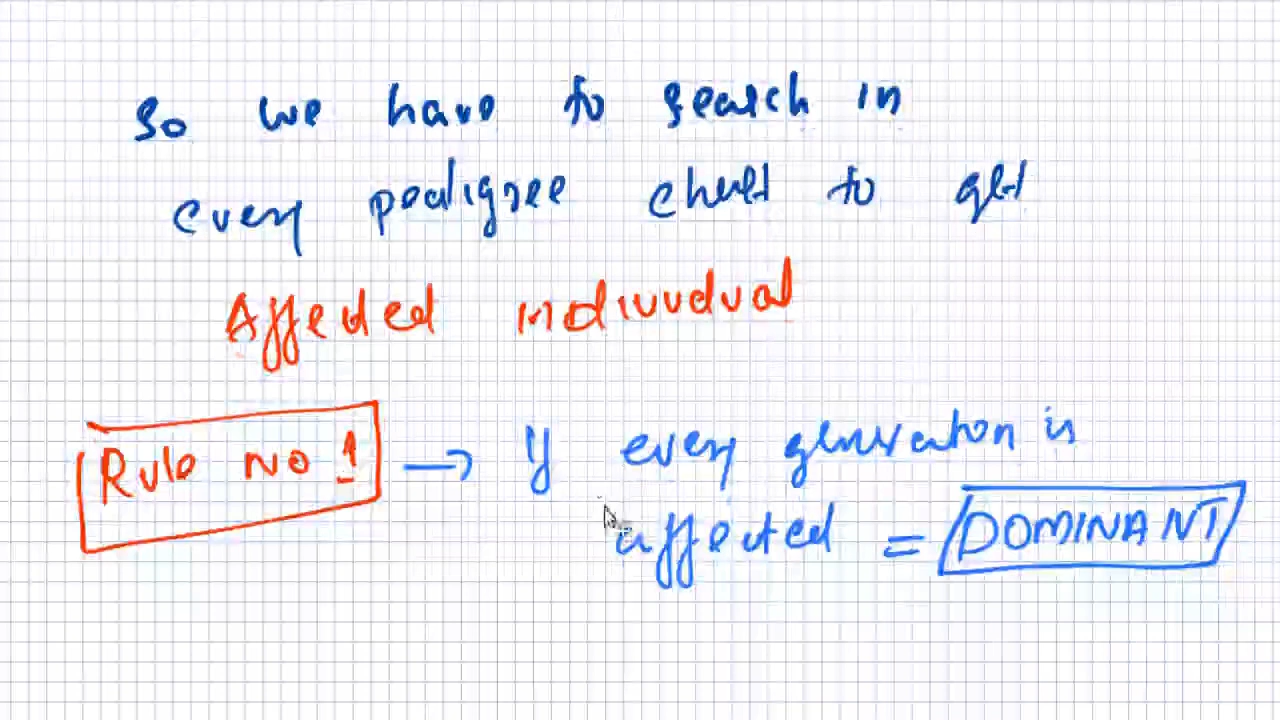 So we have to search in
every pedigree chart to get
Affected individual
Rule No 1 → If every generation is
affected = DOMINANT